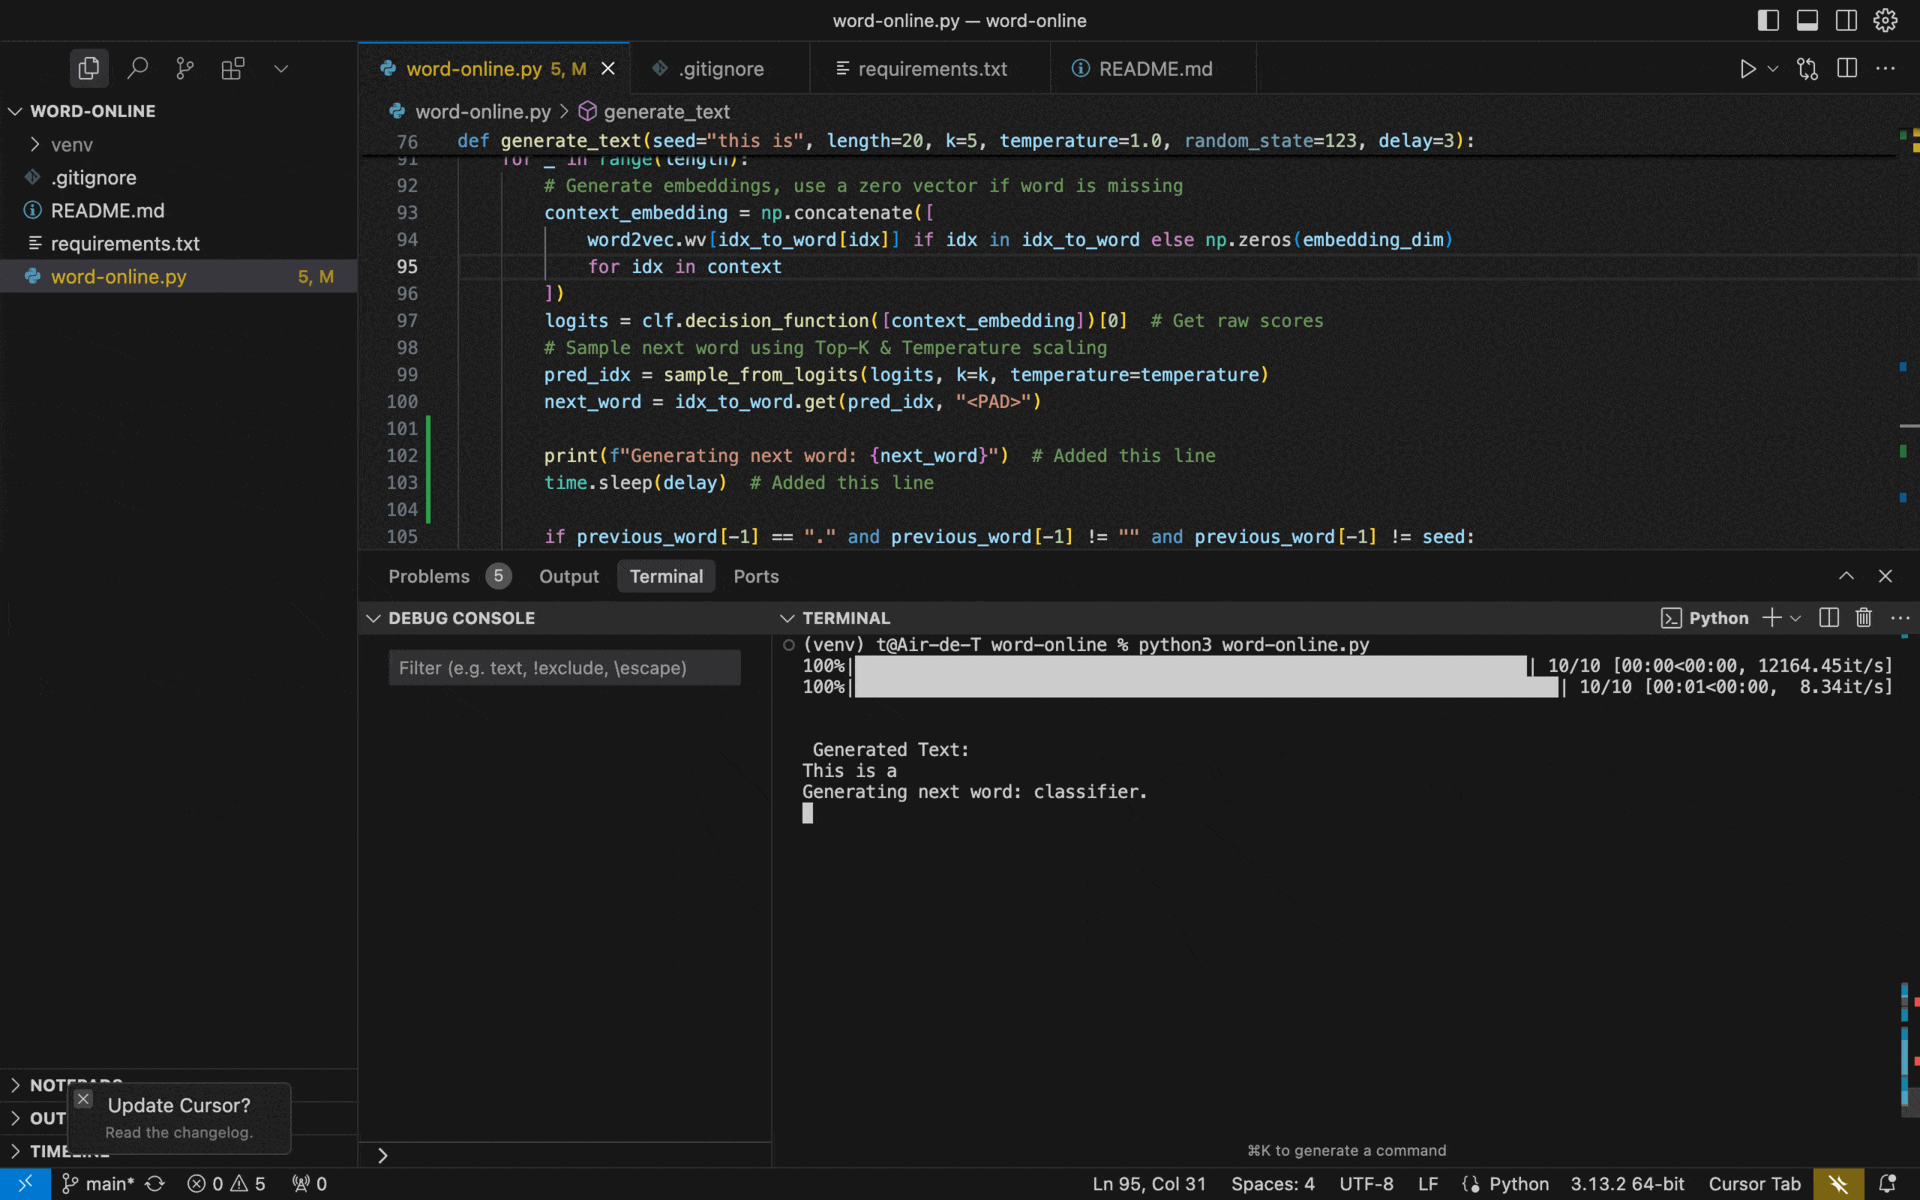 word-online.py — word-online
word-online.py 5, M
.gitignore
requirements.txt
README.md
WORD-ONLINE
venv
.gitignore
README.md
requirements.txt
word-online.py 5, M
word-online.py > generate_text
76 def generate_text(seed="this is", length=20, k=5, temperature=1.0, random_state=123, delay=3):
91 for _ in range(length):
92 # Generate embeddings, use a zero vector if word is missing
93 context_embedding = np.concatenate([
94 word2vec.wv[idx_to_word[idx]] if idx in idx_to_word else np.zeros(embedding_dim)
95 for idx in context
96 ])
97 logits = clf.decision_function([context_embedding])[0]  # Get raw scores
98 # Sample next word using Top-K & Temperature scaling
99 pred_idx = sample_from_logits(logits, k=k, temperature=temperature)
100 next_word = idx_to_word.get(pred_idx, "<PAD>")
101
102 print(f"Generating next word: {next_word}")  # Added this line
103 time.sleep(delay)  # Added this line
104
105 if previous_word[-1] == "." and previous_word[-1] != "" and previous_word[-1] != seed:
Problems 5 Output Terminal Ports
DEBUG CONSOLE
Filter (e.g. text, !exclude, \escape)
TERMINAL
Python
(venv) t@Air-de-T word-online % python3 word-online.py
100%| | 10/10 [00:00<00:00, 12164.45it/s]
100%| | 10/10 [00:01<00:00,  8.34it/s]
Generated Text:
This is a
Generating next word: classifier.
⌘K to generate a command
NOTEPADS
OUT
TIMELINE
Update Cursor?
Read the changelog.
main* 0 5 0
Ln 95, Col 31 Spaces: 4 UTF-8 LF Python 3.13.2 64-bit Cursor Tab